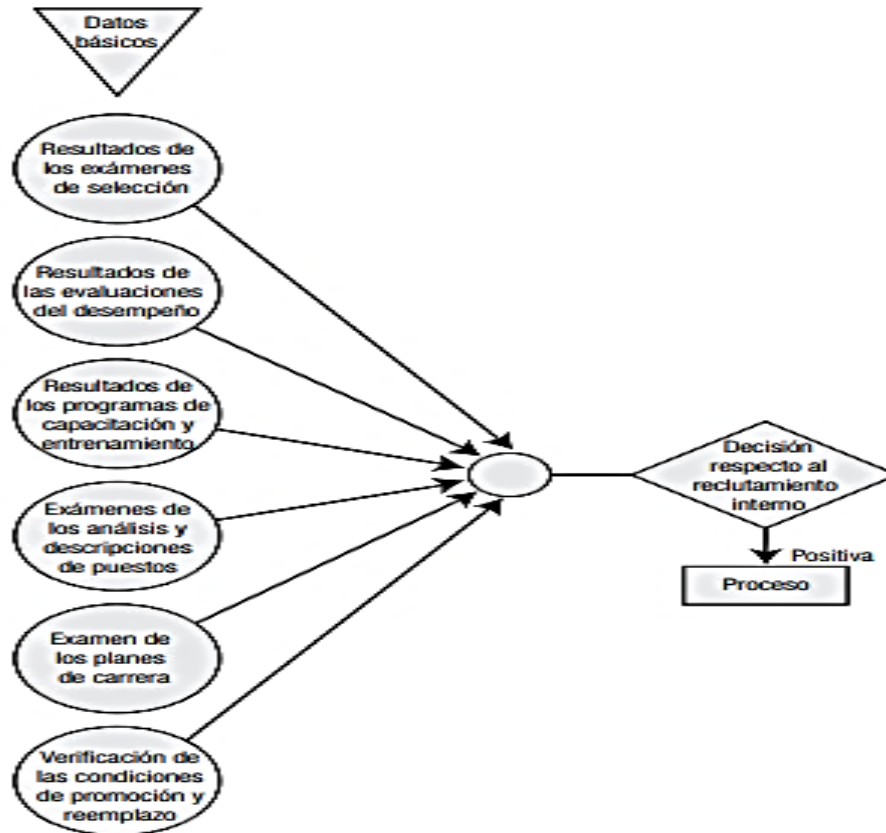 Datos
básicos
Resultados de
los exámenes
de selección
Resultados de
las evaluaciones
del desempeño
Resultados de
los programas de
capacitación y
entrenamiento
Exámenes de
los análisis y
descripciones
de puestos
Examen de
los planes
de carrera
Verificación de
las condiciones
de promoción y
reemplazo
Decisión
respecto al
reclutamiento
interno
Positiva
Proceso